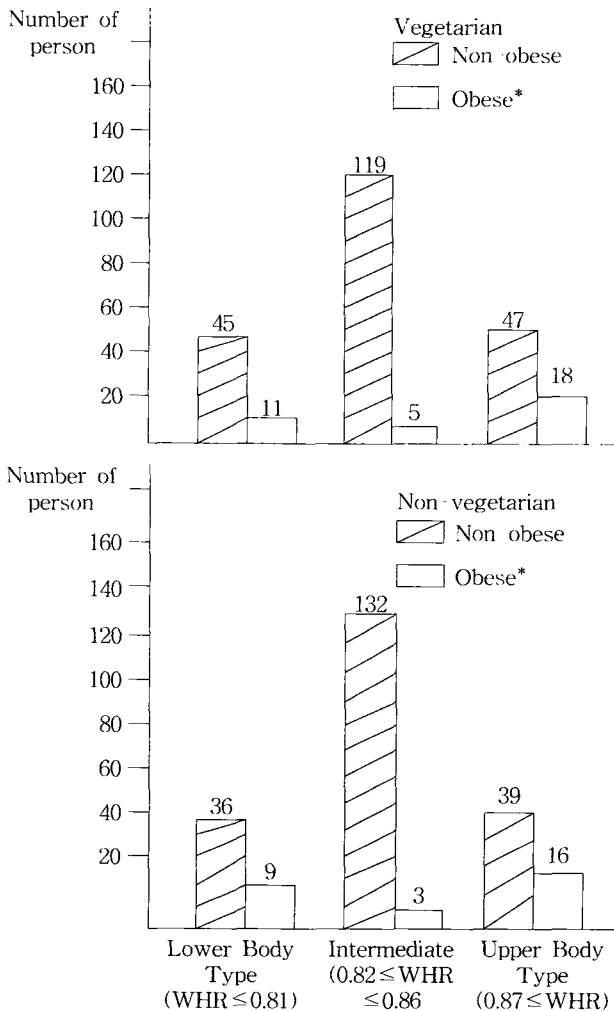 Number of
person
Vegetarian
Non obese
Obese*
160
140
120
100
80
60
40
20
45
11
119
5
47
18
Number of
person
Non-vegetarian
Non obese
Obese*
160
140
120
100
80
60
40
20
36
9
132
3
39
16
Lower Body
Type
(WHR≤0.81)
Intermediate
(0.82≤WHR
≤0.86
Upper Body
Type
(0.87≤WHR)